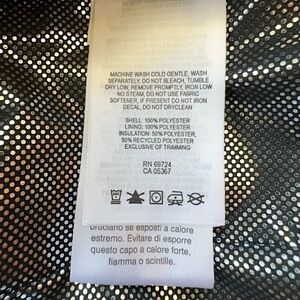 MACHINE WASH COLD GENTLE, WASH
SEPARATELY, DO NOT BLEACH, TUMBLE
DRY LOW, REMOVE PROMPTLY, IRON LOW
NO STEAM, DO NOT USE FABRIC
SOFTENER, IF PRESENT DO NOT IRON
DECAL, DO NOT DRYCLEAN
SHELL: 100% POLYESTER
LINING: 100% POLYESTER
INSULATION: 50% POLYESTER,
50% RECYCLED POLYESTER
EXCLUSIVE OF TRIMMING
RN 69724
CA 05367
bruciano se esposti a calore
estremo. Evitare di esporre
questo capo a calore forte,
fiamma o scintille.